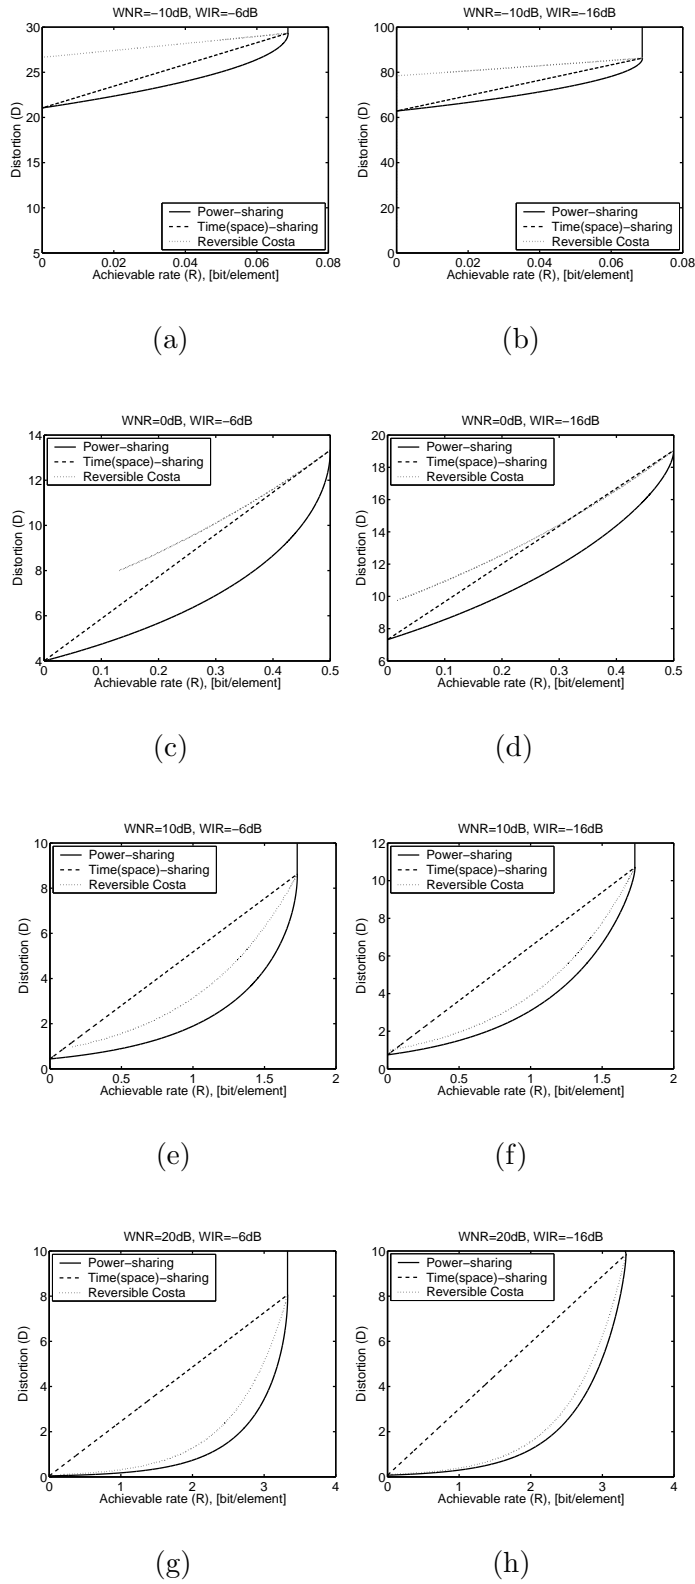 WNR=−10dB, WIR=−6dB
30
25
20
15
10
5
Distortion (D)
Power−sharing
Time(space)−sharing
Reversible Costa
0 0.02 0.04 0.06 0.08
Achievable rate (R), [bit/element]
(a)
WNR=−10dB, WIR=−16dB
100
80
60
40
20
0
Distortion (D)
Power−sharing
Time(space)−sharing
Reversible Costa
0 0.02 0.04 0.06 0.08
Achievable rate (R), [bit/element]
(b)
WNR=0dB, WIR=−6dB
14
12
10
8
6
4
Distortion (D)
Power−sharing
Time(space)−sharing
Reversible Costa
0 0.1 0.2 0.3 0.4 0.5
Achievable rate (R), [bit/element]
(c)
WNR=0dB, WIR=−16dB
20
18
16
14
12
10
8
6
Distortion (D)
Power−sharing
Time(space)−sharing
Reversible Costa
0 0.1 0.2 0.3 0.4 0.5
Achievable rate (R), [bit/element]
(d)
WNR=10dB, WIR=−6dB
10
8
6
4
2
0
Distortion (D)
Power−sharing
Time(space)−sharing
Reversible Costa
0 0.5 1 1.5 2
Achievable rate (R), [bit/element]
(e)
WNR=10dB, WIR=−16dB
12
10
8
6
4
2
0
Distortion (D)
Power−sharing
Time(space)−sharing
Reversible Costa
0 0.5 1 1.5 2
Achievable rate (R), [bit/element]
(f)
WNR=20dB, WIR=−6dB
10
8
6
4
2
0
Distortion (D)
Power−sharing
Time(space)−sharing
Reversible Costa
0 1 2 3 4
Achievable rate (R), [bit/element]
(g)
WNR=20dB, WIR=−16dB
10
8
6
4
2
0
Distortion (D)
Power−sharing
Time(space)−sharing
Reversible Costa
0 1 2 3 4
Achievable rate (R), [bit/element]
(h)